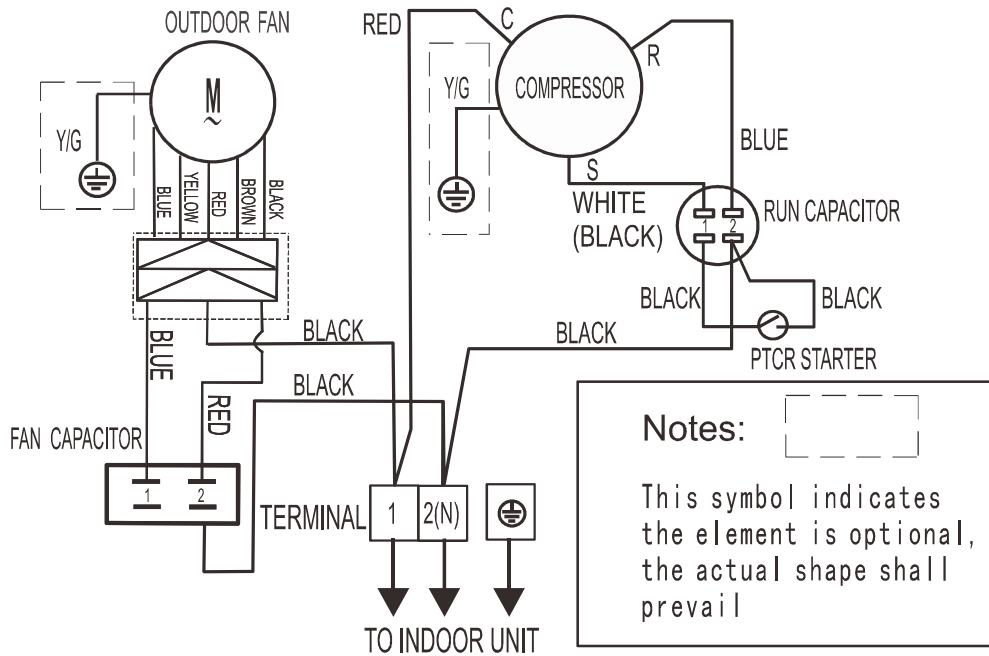 OUTDOOR FAN
M
~
Y/G
BLUE
YELLOW
RED
BROWN
BLACK
RED
C
Y/G
COMPRESSOR
R
BLUE
S
WHITE
(BLACK)
1
2
RUN CAPACITOR
BLACK
BLACK
PTCR STARTER
BLUE
BLACK
BLACK
BLACK
RED
FAN CAPACITOR
1
2
TERMINAL
1
2(N)
TO INDOOR UNIT
Notes:
This symbol indicates
the element is optional,
the actual shape shall
prevail